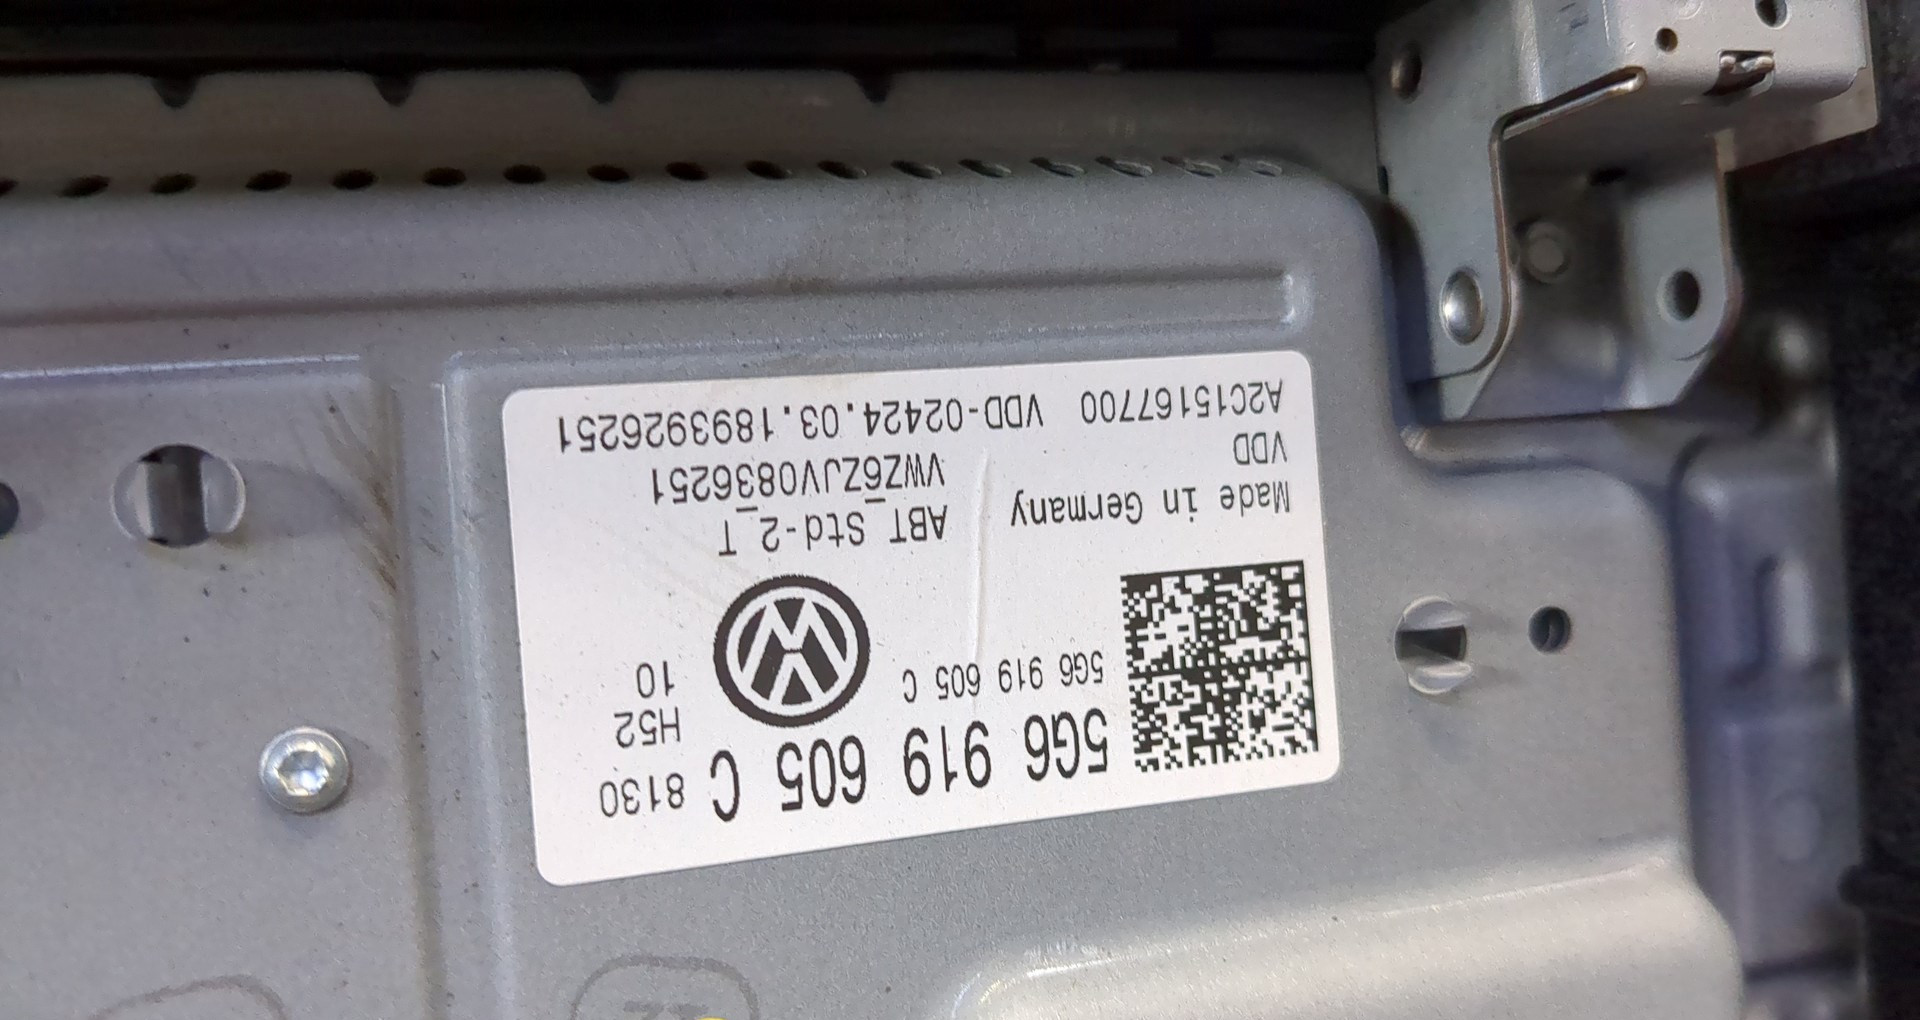 5G6 919 605 C 8130
5G6 919 605 C
H52
10
Made in Germany
ABT_Std-2_T
VDD
VWZ6ZJV0836251
A2C15167700 VDD-02424.03.1893926251